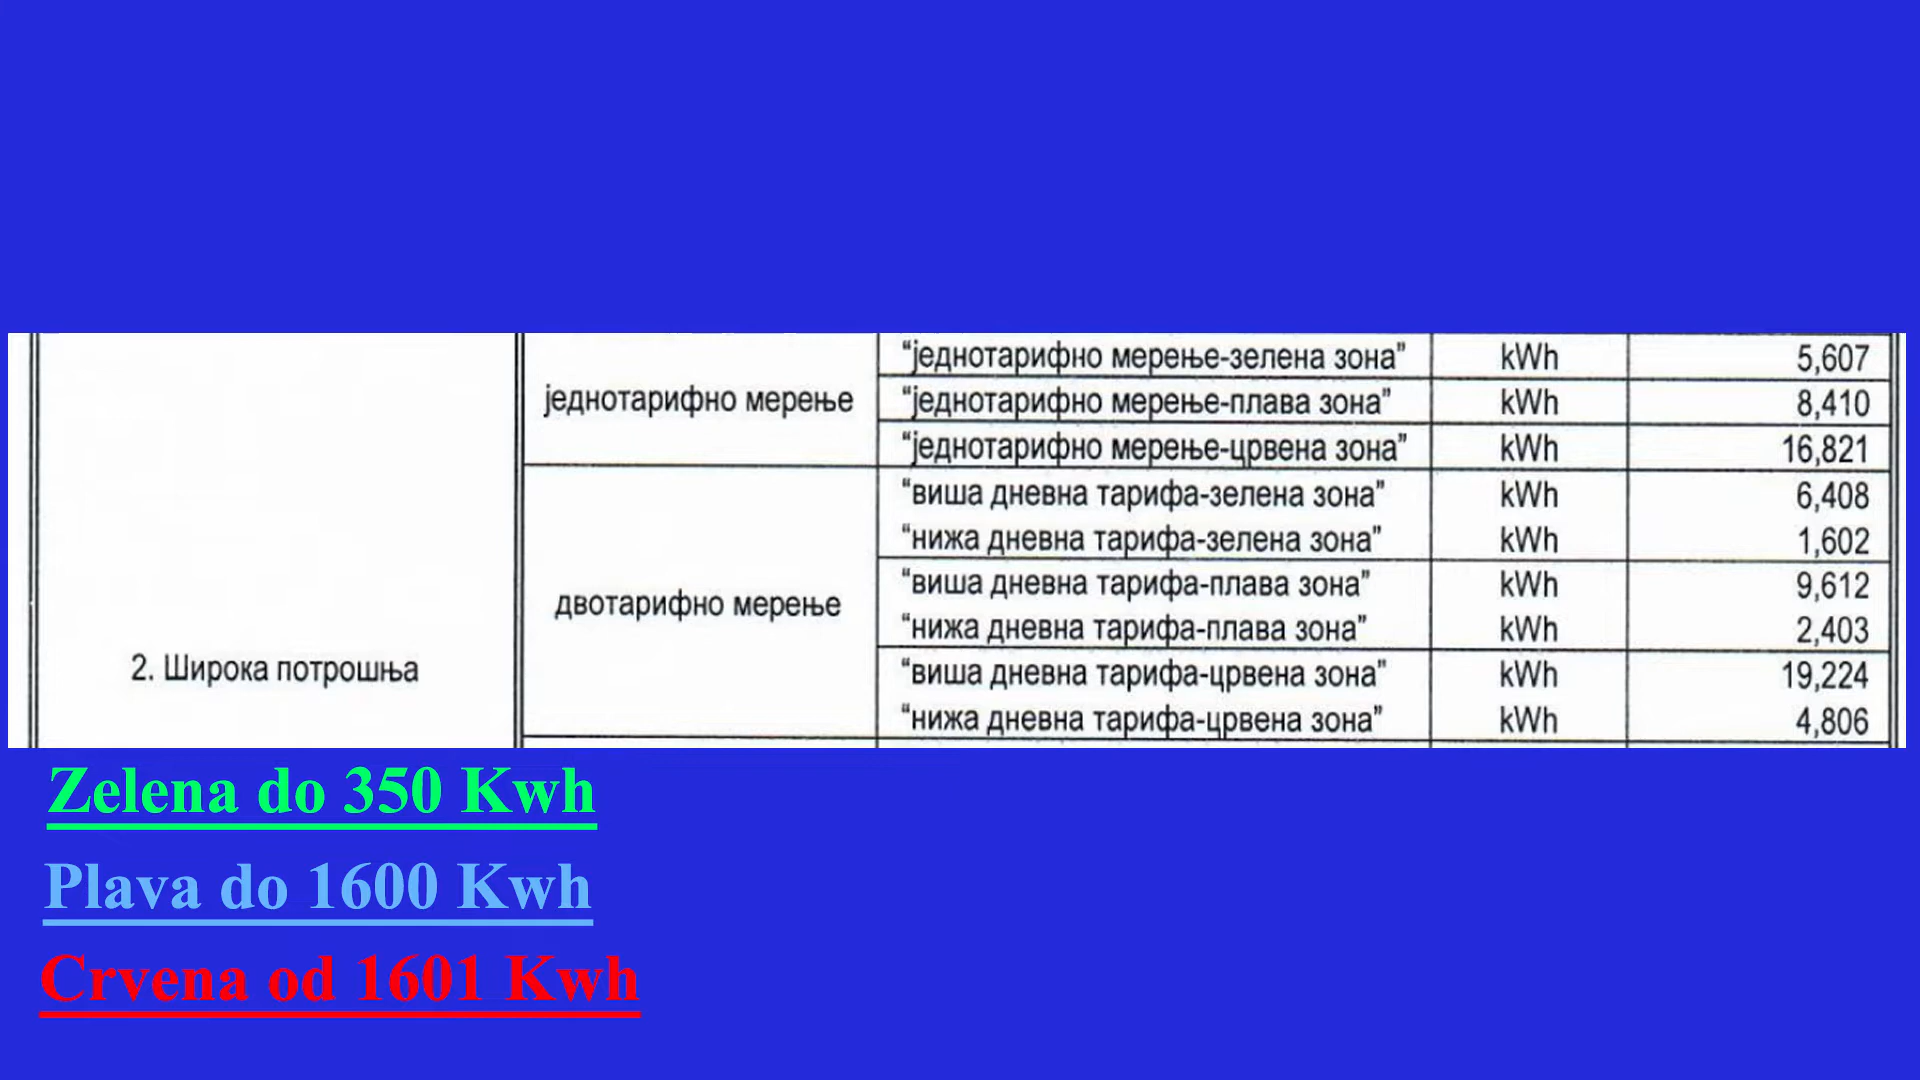 “једнотарифно мерење-зелена зона” kWh 5,607
једнотарифно мерење “једнотарифно мерење-плава зона” kWh 8,410
“једнотарифно мерење-црвена зона” kWh 16,821
“виша дневна тарифа-зелена зона” kWh 6,408
“нижа дневна тарифа-зелена зона” kWh 1,602
“виша дневна тарифа-плава зона” kWh 9,612
двотарифно мерење
“нижа дневна тарифа-плава зона” kWh 2,403
2. Широка потрошња “виша дневна тарифа-црвена зона” kWh 19,224
“нижа дневна тарифа-црвена зона” kWh 4,806
Zelena do 350 Kwh
Plava do 1600 Kwh
Crvena od 1601 Kwh